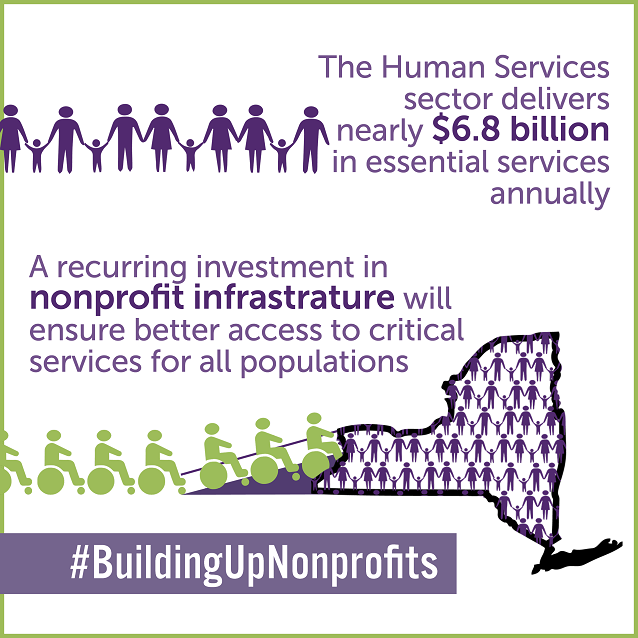 The Human Services
sector delivers
nearly $6.8 billion
in essential services
annually
A recurring investment in
nonprofit infrastrature will
ensure better access to critical
services for all populations
#BuildingUpNonprofits